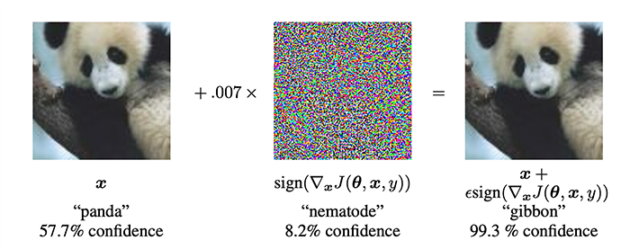 + .007 ×
=
x
sign(∇ₓJ(θ, x, y))
x +
ϵsign(∇ₓJ(θ, x, y))
“panda”
“nematode”
“gibbon”
57.7% confidence
8.2% confidence
99.3 % confidence